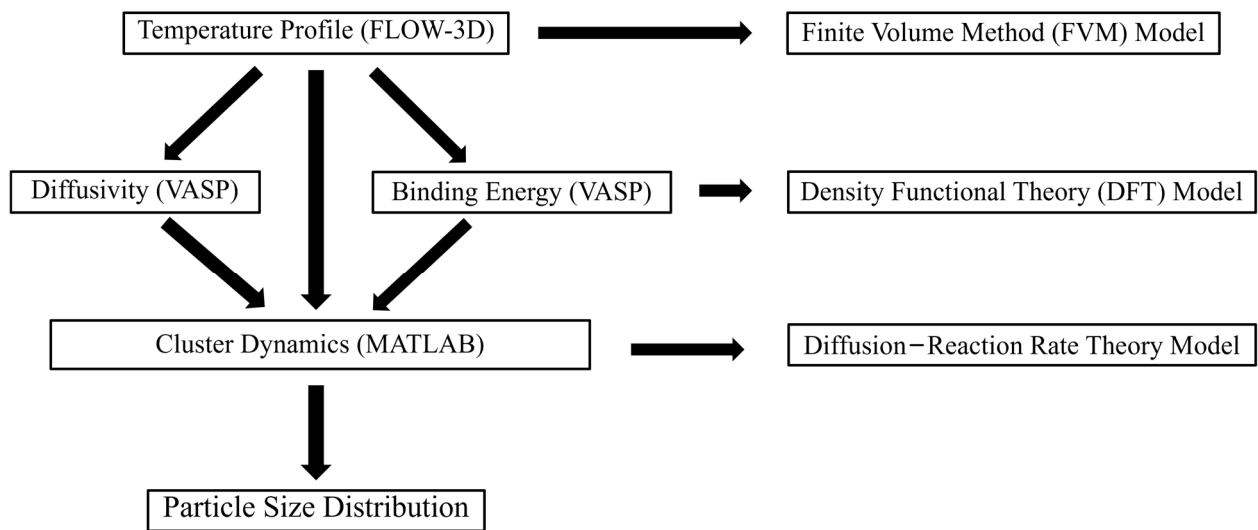 Temperature Profile (FLOW-3D)
Finite Volume Method (FVM) Model
Diffusivity (VASP)
Binding Energy (VASP)
Density Functional Theory (DFT) Model
Cluster Dynamics (MATLAB)
Diffusion−Reaction Rate Theory Model
Particle Size Distribution